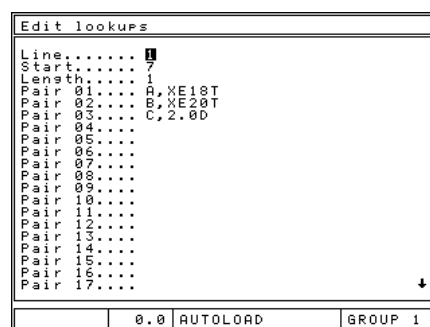 Edit lookups
Line....... 1
Start...... 7
Length..... 1
Pair 01.... A,XE18T
Pair 02.... B,XE20T
Pair 03.... C,2.0D
Pair 04....
Pair 05....
Pair 06....
Pair 07....
Pair 08....
Pair 09....
Pair 10....
Pair 11....
Pair 12....
Pair 13....
Pair 14....
Pair 15....
Pair 16....
Pair 17....
0.0 AUTOLOAD GROUP 1